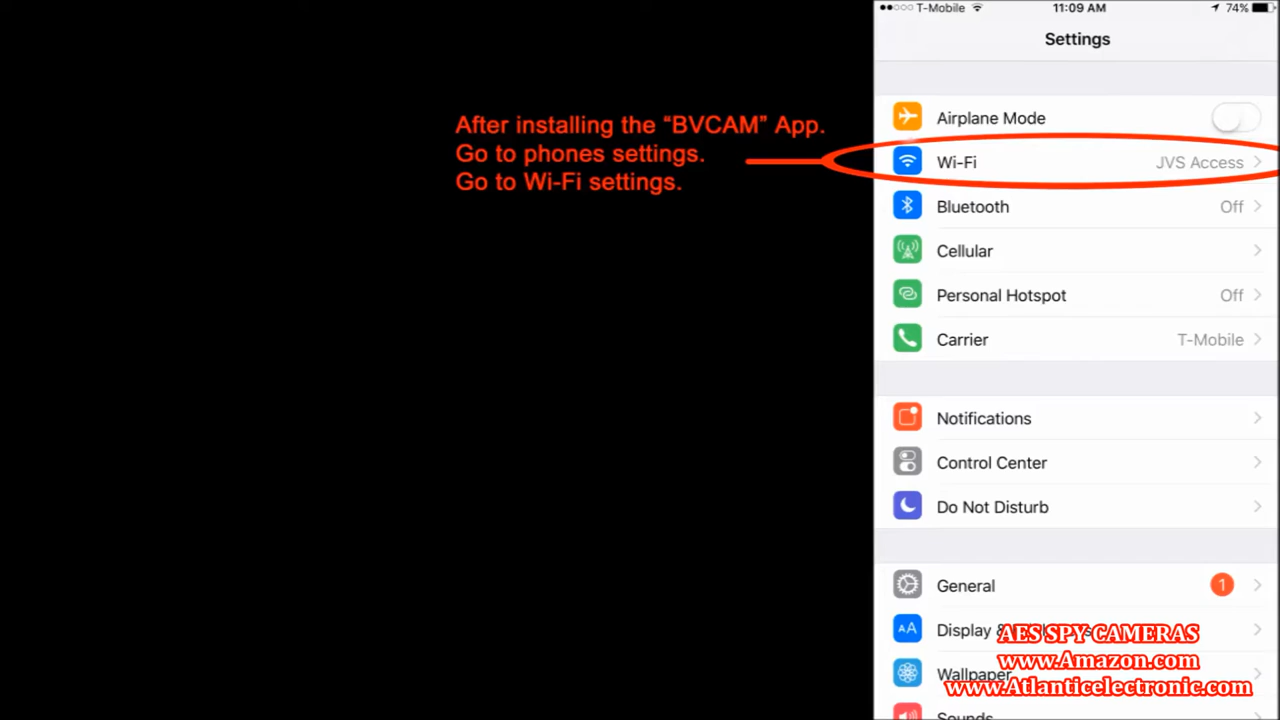 T-Mobile 11:09 AM 74%
Settings
After installing the “BVCAM” App.
Go to phones settings.
Go to Wi-Fi settings.
Airplane Mode
Wi-Fi JVS Access
Bluetooth Off
Cellular
Personal Hotspot Off
Carrier T-Mobile
Notifications
Control Center
Do Not Disturb
General 1
AA Display &
AES SPY CAMERAS
www.Amazon.com
Wallpaper
www.Atlanticelectronic.com
Sounds